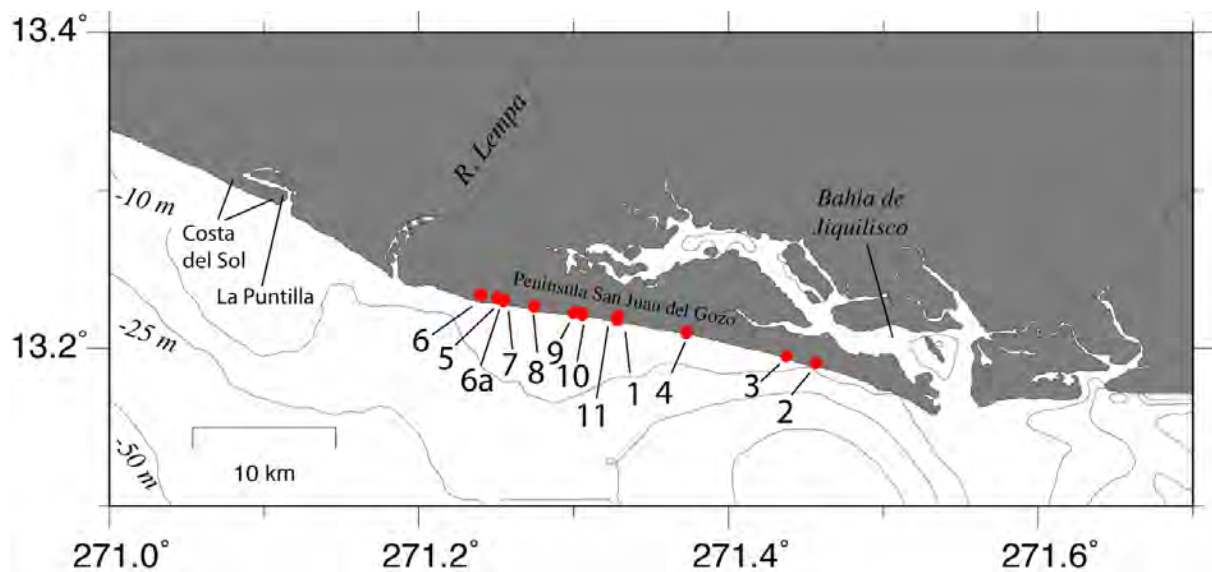 13.4°
13.2°
271.0°
271.2°
271.4°
271.6°
R. Lempa
Bahia de
Jiquilisco
-10 m
-25 m
-50 m
Costa
del Sol
La Puntilla
Peninsula San Juan del Gozo
6
5
6a
7
8
9
10
11
1
4
3
2
10 km